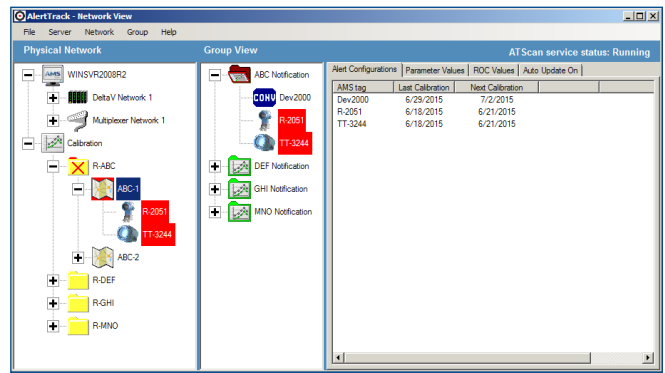 AlertTrack - Network View
File Server Network Group Help
Physical Network
AMS WINSVR2008R2
DeltaV Network 1
Multiplexer Network 1
Calibration
R-ABC
ABC-1
R-2051
TT-3244
ABC-2
R-DEF
R-GHI
R-MNO
Group View
ABC Notification
COMM Dev2000
R-2051
TT-3244
DEF Notification
GHI Notification
MNO Notification
ATScan service status: Running
Alert Configurations Parameter Values ROC Values Auto Update On
AMS tag Last Calibration Next Calibration
Dev2000 6/29/2015 7/2/2015
R-2051 6/18/2015 6/21/2015
TT-3244 6/18/2015 6/21/2015